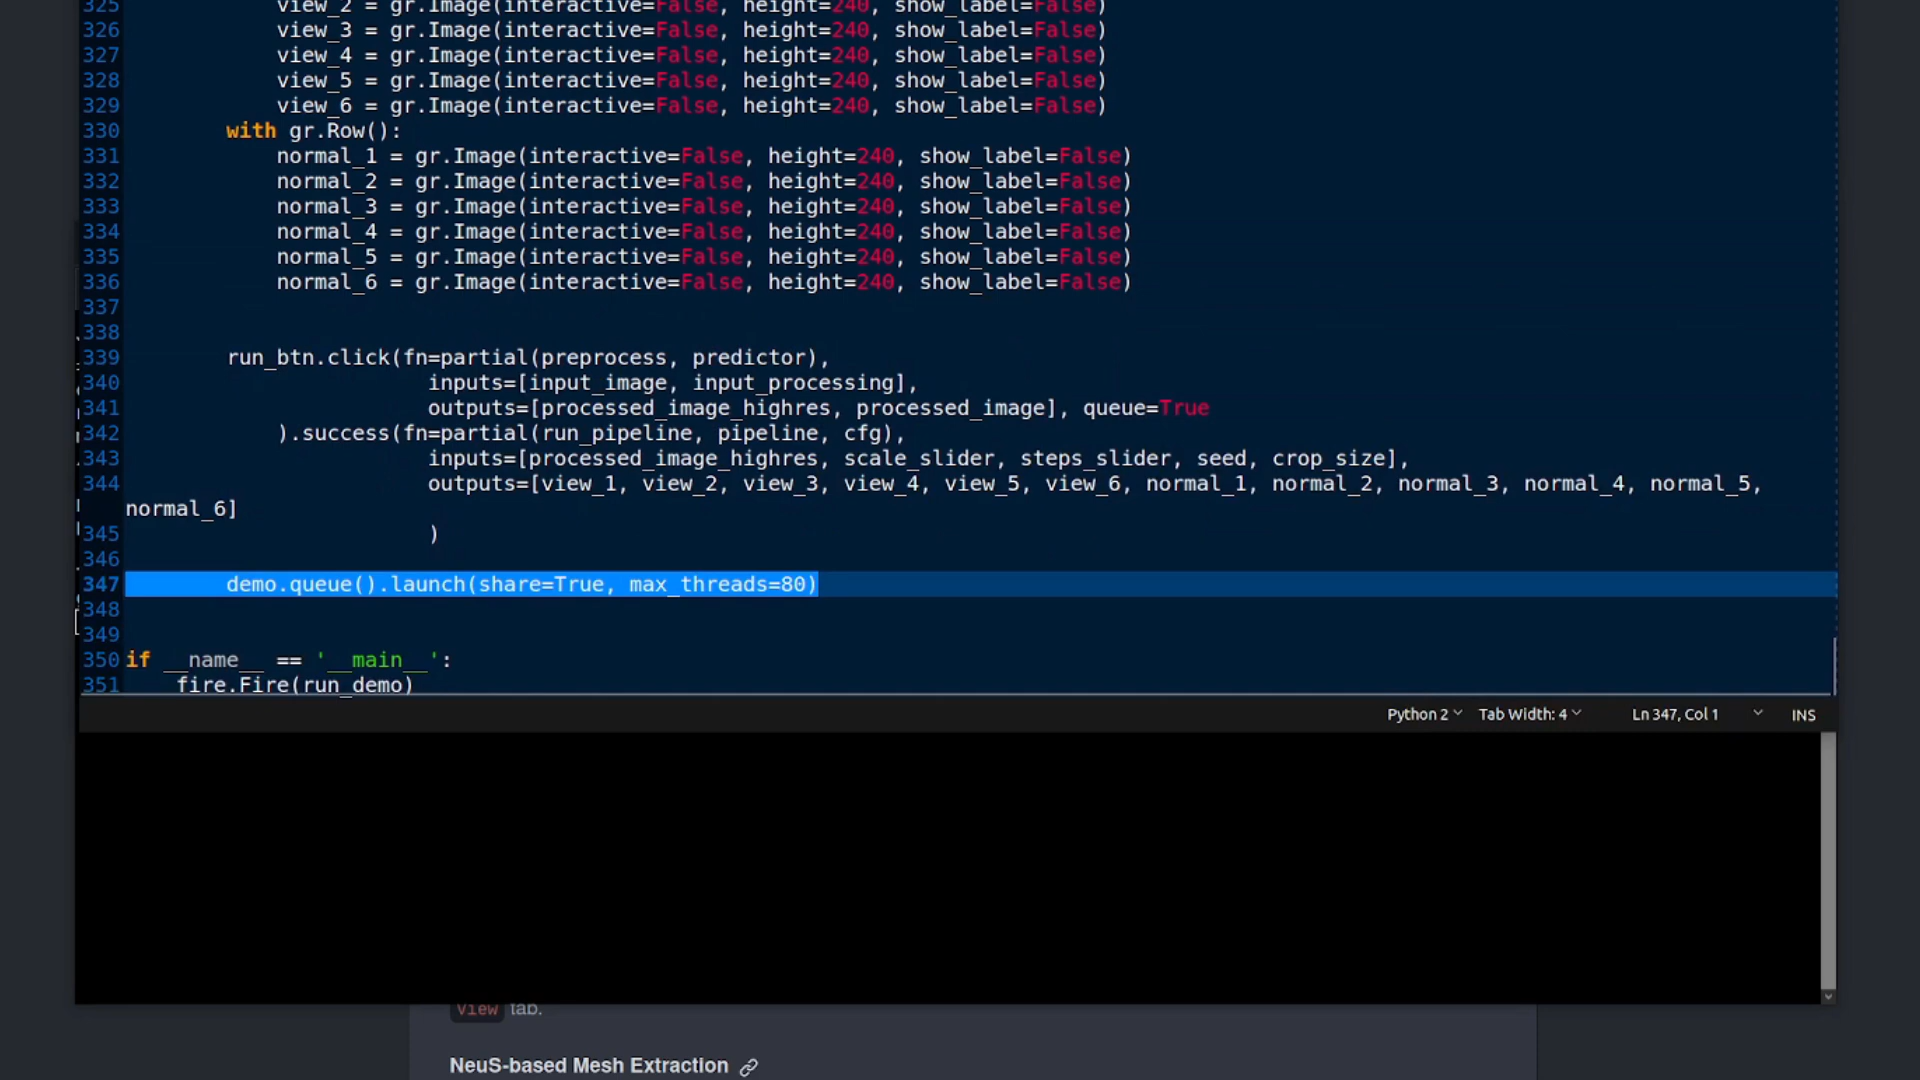 325 view_2 = gr.Image(interactive=False, height=240, show_label=False)
326 view_3 = gr.Image(interactive=False, height=240, show_label=False)
327 view_4 = gr.Image(interactive=False, height=240, show_label=False)
328 view_5 = gr.Image(interactive=False, height=240, show_label=False)
329 view_6 = gr.Image(interactive=False, height=240, show_label=False)
330 with gr.Row():
331 normal_1 = gr.Image(interactive=False, height=240, show_label=False)
332 normal_2 = gr.Image(interactive=False, height=240, show_label=False)
333 normal_3 = gr.Image(interactive=False, height=240, show_label=False)
334 normal_4 = gr.Image(interactive=False, height=240, show_label=False)
335 normal_5 = gr.Image(interactive=False, height=240, show_label=False)
336 normal_6 = gr.Image(interactive=False, height=240, show_label=False)
337
338
339 run_btn.click(fn=partial(preprocess, predictor),
340 inputs=[input_image, input_processing],
341 outputs=[processed_image_highres, processed_image], queue=True
342 ).success(fn=partial(run_pipeline, pipeline, cfg),
343 inputs=[processed_image_highres, scale_slider, steps_slider, seed, crop_size],
344 outputs=[view_1, view_2, view_3, view_4, view_5, view_6, normal_1, normal_2, normal_3, normal_4, normal_5,
normal_6]
345 )
346
347 demo.queue().launch(share=True, max_threads=80)
348
349
350 if __name__ == '__main__':
351 fire.Fire(run_demo)
Python 2 Tab Width: 4 Ln 347, Col 1 INS
View tab.
NeuS-based Mesh Extraction